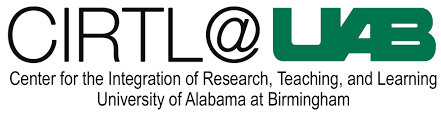 CIRTL@UAB
Center for the Integration of Research, Teaching, and Learning
University of Alabama at Birmingham